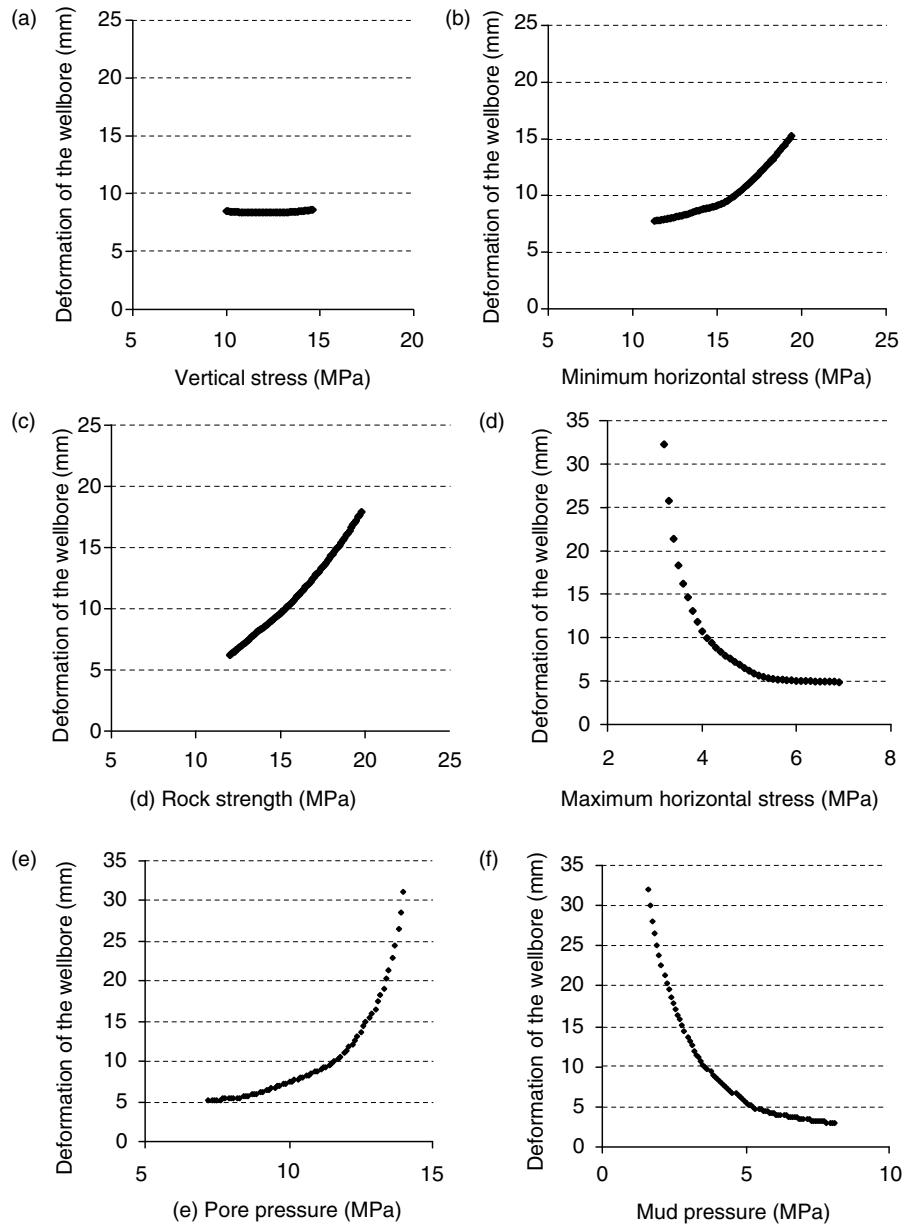 (a)
Deformation of the wellbore (mm)
25
20
15
10
5
0
5 10 15 20
Vertical stress (MPa)
(b)
Deformation of the wellbore (mm)
25
20
15
10
5
0
5 10 15 20 25
Minimum horizontal stress (MPa)
(c)
Deformation of the wellbore (mm)
25
20
15
10
5
0
5 10 15 20 25
(d) Rock strength (MPa)
(d)
Deformation of the wellbore (mm)
35
30
25
20
15
10
5
0
2 4 6 8
Maximum horizontal stress (MPa)
(e)
Deformation of the wellbore (mm)
35
30
25
20
15
10
5
0
5 10 15
(e) Pore pressure (MPa)
(f)
Deformation of the wellbore (mm)
35
30
25
20
15
10
5
0
0 5 10
Mud pressure (MPa)